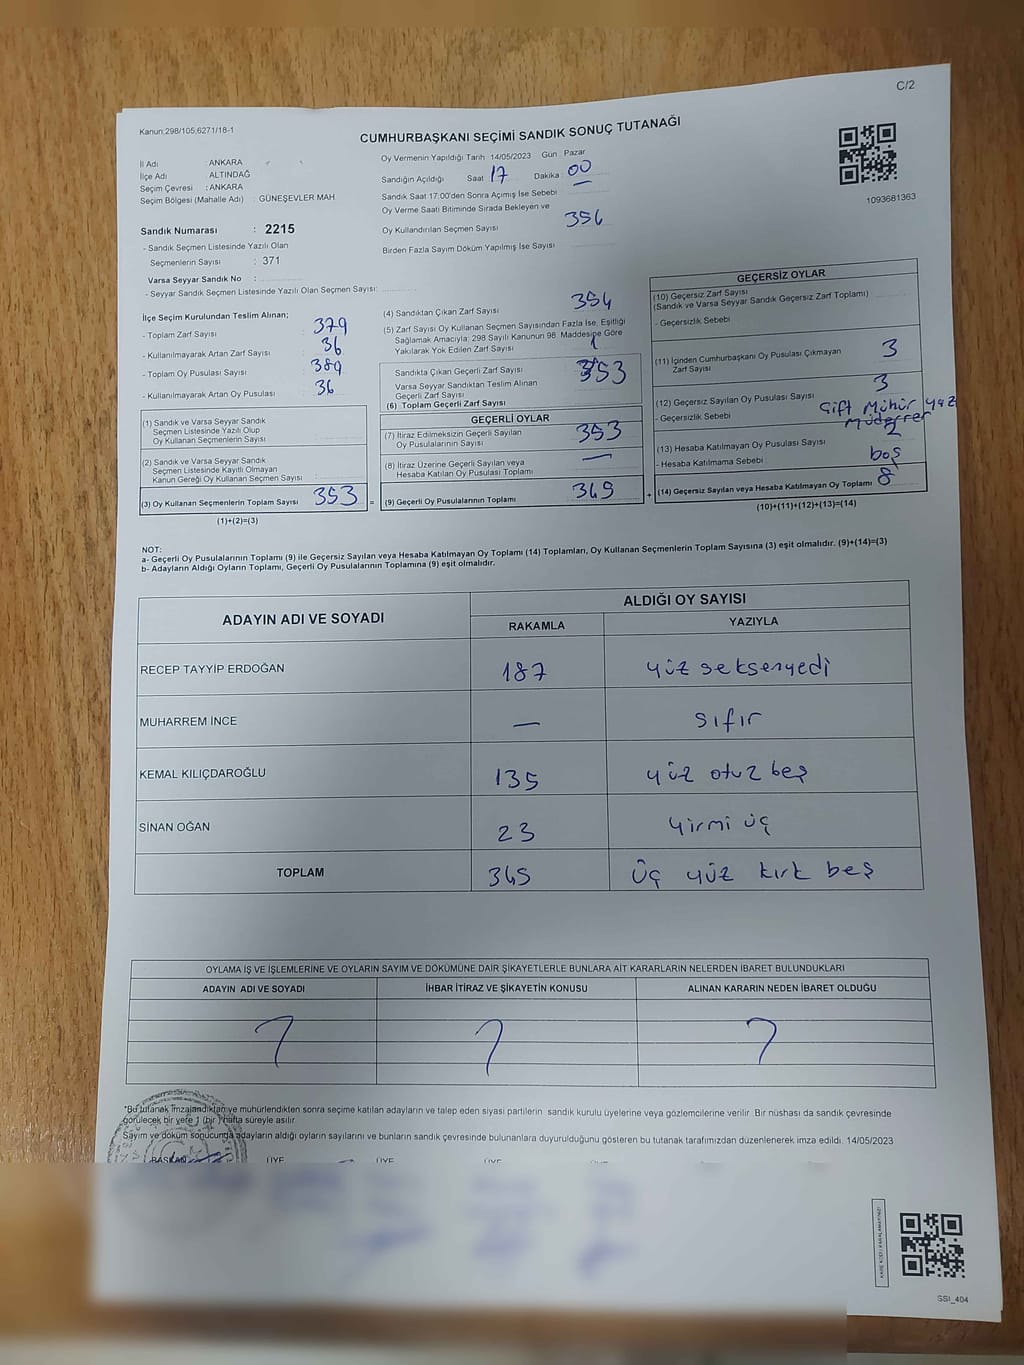 C/2
Kanun;298/105,6271/18-1
CUMHURBAŞKANI SEÇİMİ SANDIK SONUÇ TUTANAĞI
İl Adı : ANKARA
İlçe Adı : ALTINDAĞ
Seçim Çevresi : ANKARA
Seçim Bölgesi (Mahalle Adı) : GÜNEŞEVLER MAH.
Oy Vermenin Yapıldığı Tarih 14/05/2023 Gün Pazar
Sandığın Açıldığı Saat 17 Dakika 00
Sandık Saat 17:00'den Sonra Açımış İse Sebebi
Oy Verme Saati Bitiminde Sırada Bekleyen ve
Oy Kullandırılan Seçmen Sayısı 354
Birden Fazla Sayım Döküm Yapılmış İse Sayısı
1093681363
Sandık Numarası : 2215
- Sandık Seçmen Listesinde Yazılı Olan
Seçmenlerin Sayısı : 371
Varsa Seyyar Sandık No :
- Seyyar Sandık Seçmen Listesinde Yazılı Olan Seçmen Sayısı:
İlçe Seçim Kurulundan Teslim Alınan;
- Toplam Zarf Sayısı 379
- Kullanılmayarak Artan Zarf Sayısı 36
- Toplam Oy Pusulası Sayısı 389
- Kullanılmayarak Artan Oy Pusulası 36
(1) Sandık ve Varsa Seyyar Sandık
Seçmen Listesinde Yazılı Olup
Oy Kullanan Seçmenlerin Sayısı
(2) Sandık ve Varsa Seyyar Sandık
Seçmen Listesinde Kayıtlı Olmayan
Kanun Gereği Oy Kullanan Seçmen Sayısı :
(3) Oy Kullanan Seçmenlerin Toplam Sayısı 353 =
(1)+(2)=(3)
(4) Sandıktan Çıkan Zarf Sayısı 354
(5) Zarf Sayısı Oy Kullanan Seçmen Sayısından Fazla İse, Eşitliği
Sağlamak Amacıyla; 298 Sayılı Kanunun 98. Maddesine Göre
Yakılarak Yok Edilen Zarf Sayısı 1
Sandıkta Çıkan Geçerli Zarf Sayısı 353
Varsa Seyyar Sandıktan Teslim Alınan
Geçerli Zarf Sayısı
(6) Toplam Geçerli Zarf Sayısı
GEÇERLİ OYLAR
(7) İtiraz Edilmeksizin Geçerli Sayılan
Oy Pusulalarının Sayısı 353
(8) İtiraz Üzerine Geçerli Sayılan veya
Hesaba Katılan Oy Pusulası Toplamı —
(9) Geçerli Oy Pusulalarının Toplamı 345 +
GEÇERSİZ OYLAR
(10) Geçersiz Zarf Sayısı
(Sandık ve Varsa Seyyar Sandık Geçersiz Zarf Toplamı)
- Geçersizlik Sebebi
(11) İçinden Cumhurbaşkanı Oy Pusulası Çıkmayan
Zarf Sayısı 3
(12) Geçersiz Sayılan Oy Pusulası Sayısı 3
- Geçersizlik Sebebi Çift Mühür yaz
(13) Hesaba Katılmayan Oy Pusulası Sayısı 2
- Hesaba Katılmama Sebebi boş
(14) Geçersiz Sayılan veya Hesaba Katılmayan Oy Toplamı 8
(10)+(11)+(12)+(13)=(14)
NOT:
a- Geçerli Oy Pusulalarının Toplamı (9) ile Geçersiz Sayılan veya Hesaba Katılmayan Oy Toplamı (14) Toplamları, Oy Kullanan Seçmenlerin Toplam Sayısına (3) eşit olmalıdır. (9)+(14)=(3)
b- Adayların Aldığı Oyların Toplamı, Geçerli Oy Pusulalarının Toplamına (9) eşit olmalıdır.
ADAYIN ADI VE SOYADI
ALDIĞI OY SAYISI
RAKAMLA YAZIYLA
RECEP TAYYİP ERDOĞAN 187 yüz seksenyedi
MUHARREM İNCE — sıfır
KEMAL KILIÇDAROĞLU 135 yüz otuz beş
SİNAN OĞAN 23 yirmi üç
TOPLAM 345 üç yüz kırk beş
OYLAMA İŞ VE İŞLEMLERİNE VE OYLARIN SAYIM VE DÖKÜMÜNE DAİR ŞİKAYETLERLE BUNLARA AİT KARARLARIN NELERDEN İBARET BULUNDUKLARI
ADAYIN ADI VE SOYADI İHBAR İTİRAZ VE ŞİKAYETİN KONUSU ALINAN KARARIN NEDEN İBARET OLDUĞU
*Bu tutanak imzalandıktan ve mühürlendikten sonra seçime katılan adayların ve talep eden siyasi partilerin sandık kurulu üyelerine veya gözlemcilerine verilir. Bir nüshası da sandık çevresinde
görülecek bir yere 1 (bir) hafta süreyle asılır.
Sayım ve döküm sonucunda adayların aldığı oyların sayılarını ve bunların sandık çevresinde bulunanlara duyurulduğunu gösteren bu tutanak tarafımızdan düzenlenerek imza edildi. 14/05/2023
BAŞKAN ÜYE ÜYE ÜYE ÜYE
SSI_404